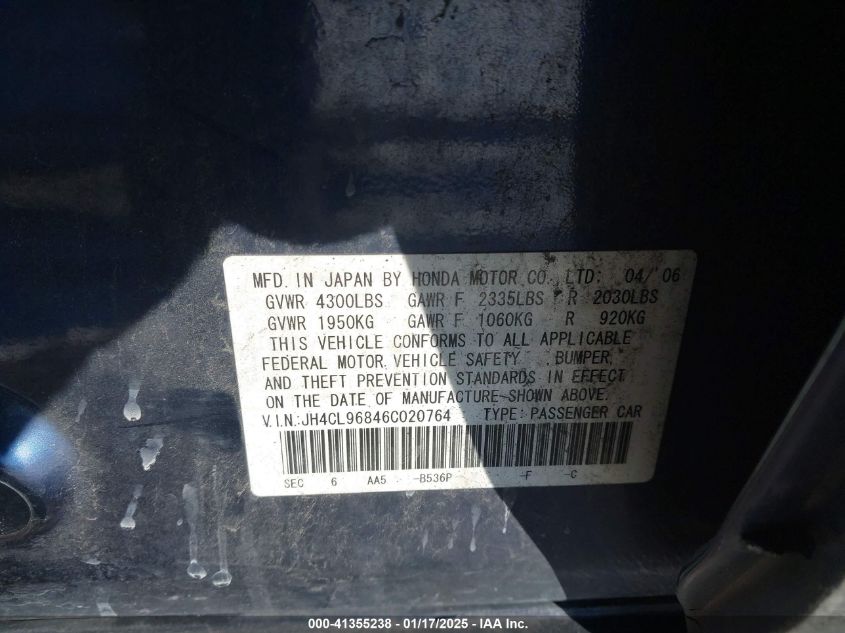 MFD. IN JAPAN BY HONDA MOTOR CO., LTD. 04/'06
GVWR 4300LBS GAWR F 2335LBS R 2030LBS
GVWR 1950KG GAWR F 1060KG R 920KG
THIS VEHICLE CONFORMS TO ALL APPLICABLE
FEDERAL MOTOR VEHICLE SAFETY, BUMPER,
AND THEFT PREVENTION STANDARDS IN EFFECT
ON THE DATE OF MANUFACTURE SHOWN ABOVE.
V.I.N.:JH4CL96846C020764 TYPE: PASSENGER CAR
SEC 6 AA5 -B536P -F -C
000-41355238 - 01/17/2025 - IAA Inc.